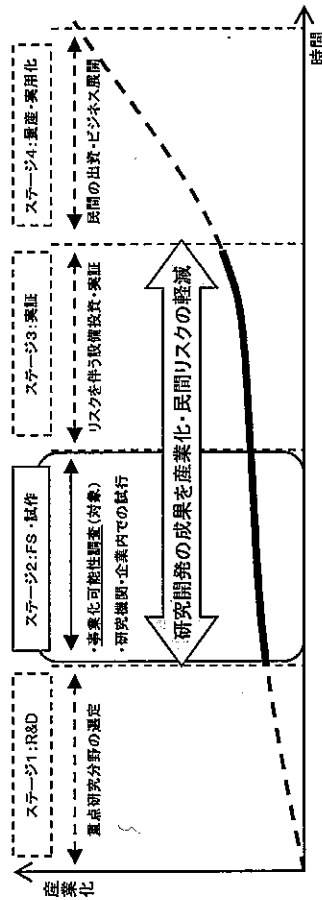 産業化
ステージ1:R&D
重点研究分野の選定
ステージ2:FS・試作
・事業化可能性調査(対象)
・研究機関・企業内での試行
ステージ3:実証
リスクを伴う設備投資・実証
ステージ4:量産・実用化
民間の出資・ビジネス展開
研究開発の成果を産業化・民間リスクの軽減
時間